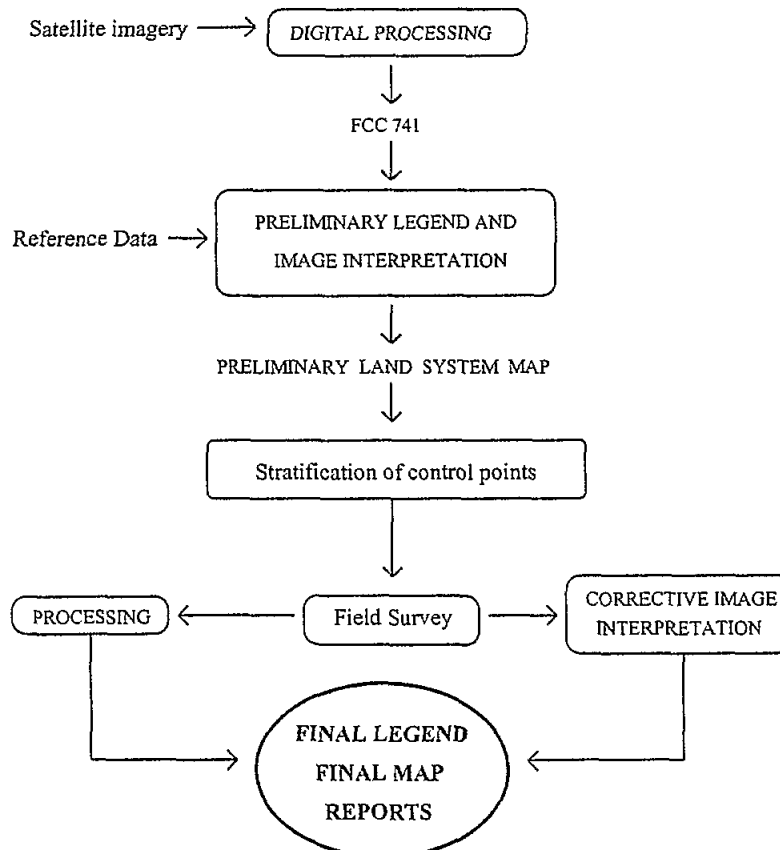 Satellite imagery
DIGITAL PROCESSING
FCC 741
Reference Data
PRELIMINARY LEGEND AND
IMAGE INTERPRETATION
PRELIMINARY LAND SYSTEM MAP
Stratification of control points
PROCESSING
Field Survey
CORRECTIVE IMAGE
INTERPRETATION
FINAL LEGEND
FINAL MAP
REPORTS